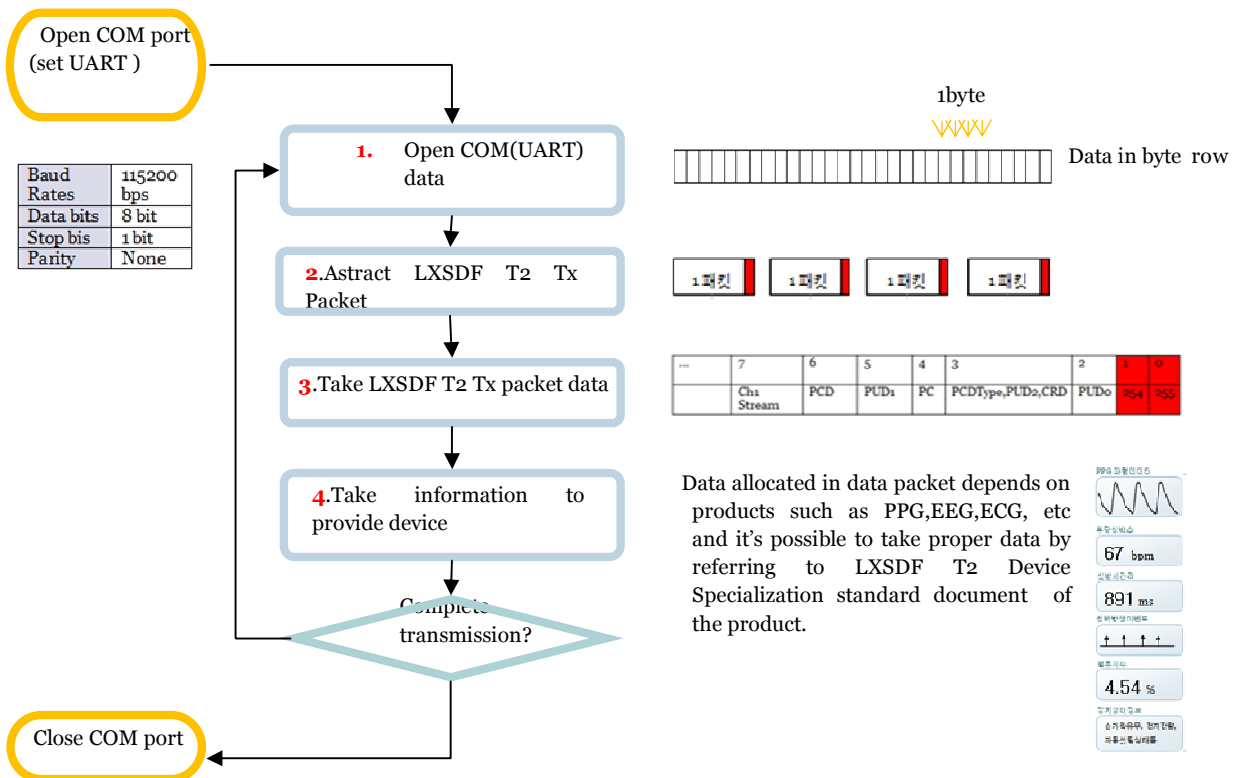 Open COM port
(set UART )
Baud Rates 115200 bps
Data bits 8 bit
Stop bis 1 bit
Parity None
1. Open COM(UART)
data
2.Astract LXSDF T2 Tx
Packet
3.Take LXSDF T2 Tx packet data
4.Take information to
provide device
Complete
transmission?
Close COM port
1byte
Data in byte row
1패킷 1패킷 1패킷 1패킷
... 7 6 5 4 3 2 1 0
Ch1 Stream PCD PUD1 PC PCDType,PUD2,CRD PUD0 254 255
Data allocated in data packet depends on
products such as PPG,EEG,ECG, etc
and it's possible to take proper data by
referring to LXSDF T2 Device
Specialization standard document of
the product.
67 bpm
891 ms
4.54 %